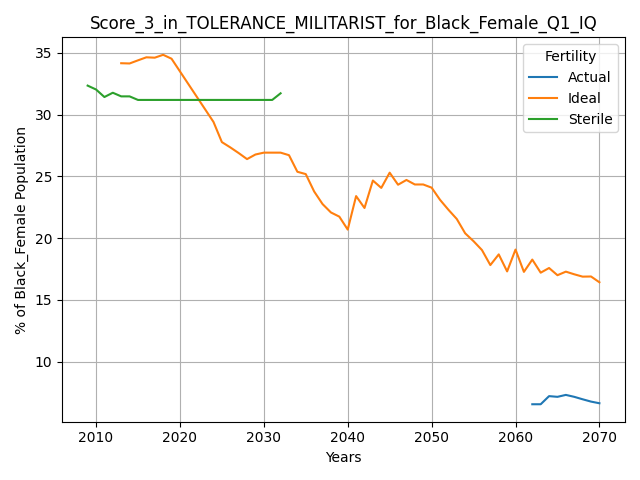 Score_3_in_TOLERANCE_MILITARIST_for_Black_Female_Q1_IQ
35
30
25
20
15
10
% of Black_Female Population
Fertility
Actual
Ideal
Sterile
2010 2020 2030 2040 2050 2060 2070
Years